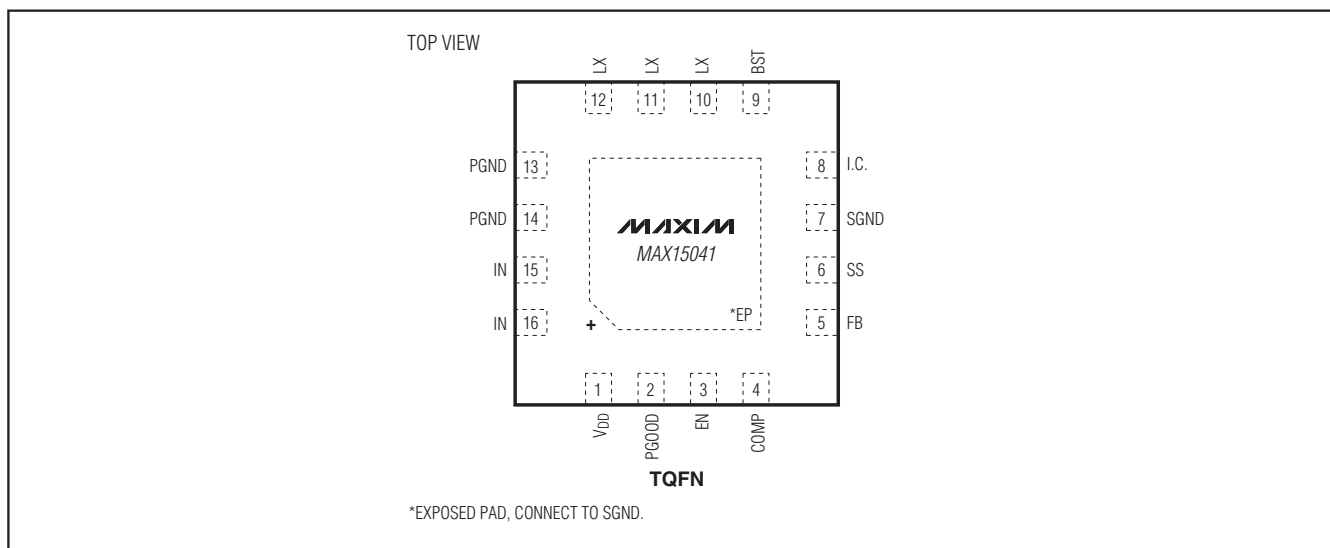 TOP VIEW
LX LX LX BST
12 11 10 9
PGND 13
8 I.C.
PGND 14
7 SGND
IN 15
6 SS
IN 16
5 FB
MAXIM
MAX15041
*EP
+
1 2 3 4
VDD PGOOD EN COMP
TQFN
*EXPOSED PAD, CONNECT TO SGND.